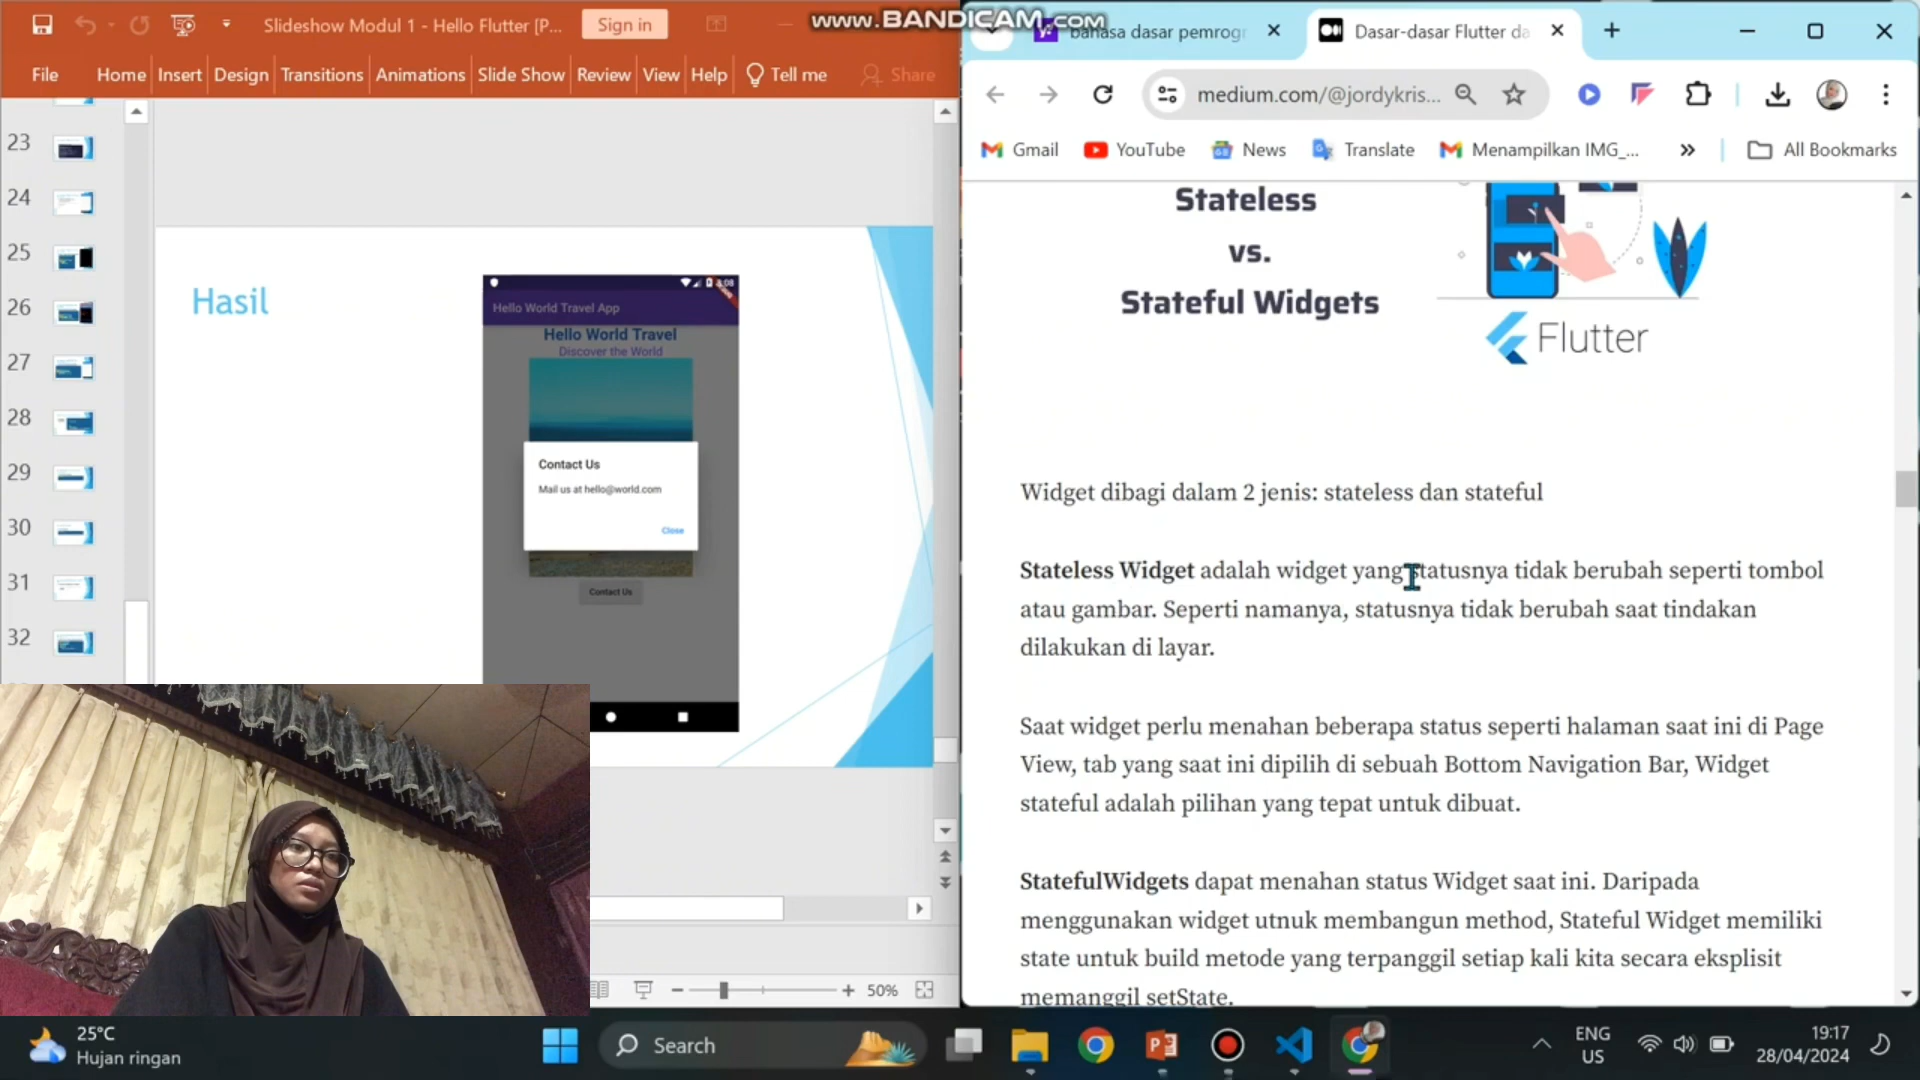 Slideshow Modul 1 - Hello Flutter [P...
Sign in
www.BANDICAM.com
File
Home
Insert
Design
Transitions
Animations
Slide Show
Review
View
Help
Tell me
Share
23
24
25
26
27
28
29
30
31
32
Hasil
Hello World Travel App
Hello World Travel
Discover the World
Contact Us
Mail us at hello@world.com
Close
Contact Us
50%
bahasa dasar pemrogr
Dasar-dasar Flutter da
medium.com/@jordykris...
Gmail
YouTube
News
Translate
Menampilkan IMG_...
»
All Bookmarks
Stateless
vs.
Stateful Widgets
Flutter
Widget dibagi dalam 2 jenis: stateless dan stateful
Stateless Widget adalah widget yang statusnya tidak berubah seperti tombol
atau gambar. Seperti namanya, statusnya tidak berubah saat tindakan
dilakukan di layar.
Saat widget perlu menahan beberapa status seperti halaman saat ini di Page
View, tab yang saat ini dipilih di sebuah Bottom Navigation Bar, Widget
stateful adalah pilihan yang tepat untuk dibuat.
StatefulWidgets dapat menahan status Widget saat ini. Daripada
menggunakan widget utnuk membangun method, Stateful Widget memiliki
state untuk build metode yang terpanggil setiap kali kita secara eksplisit
memanggil setState.
25°C
Hujan ringan
Search
ENG
US
19:17
28/04/2024